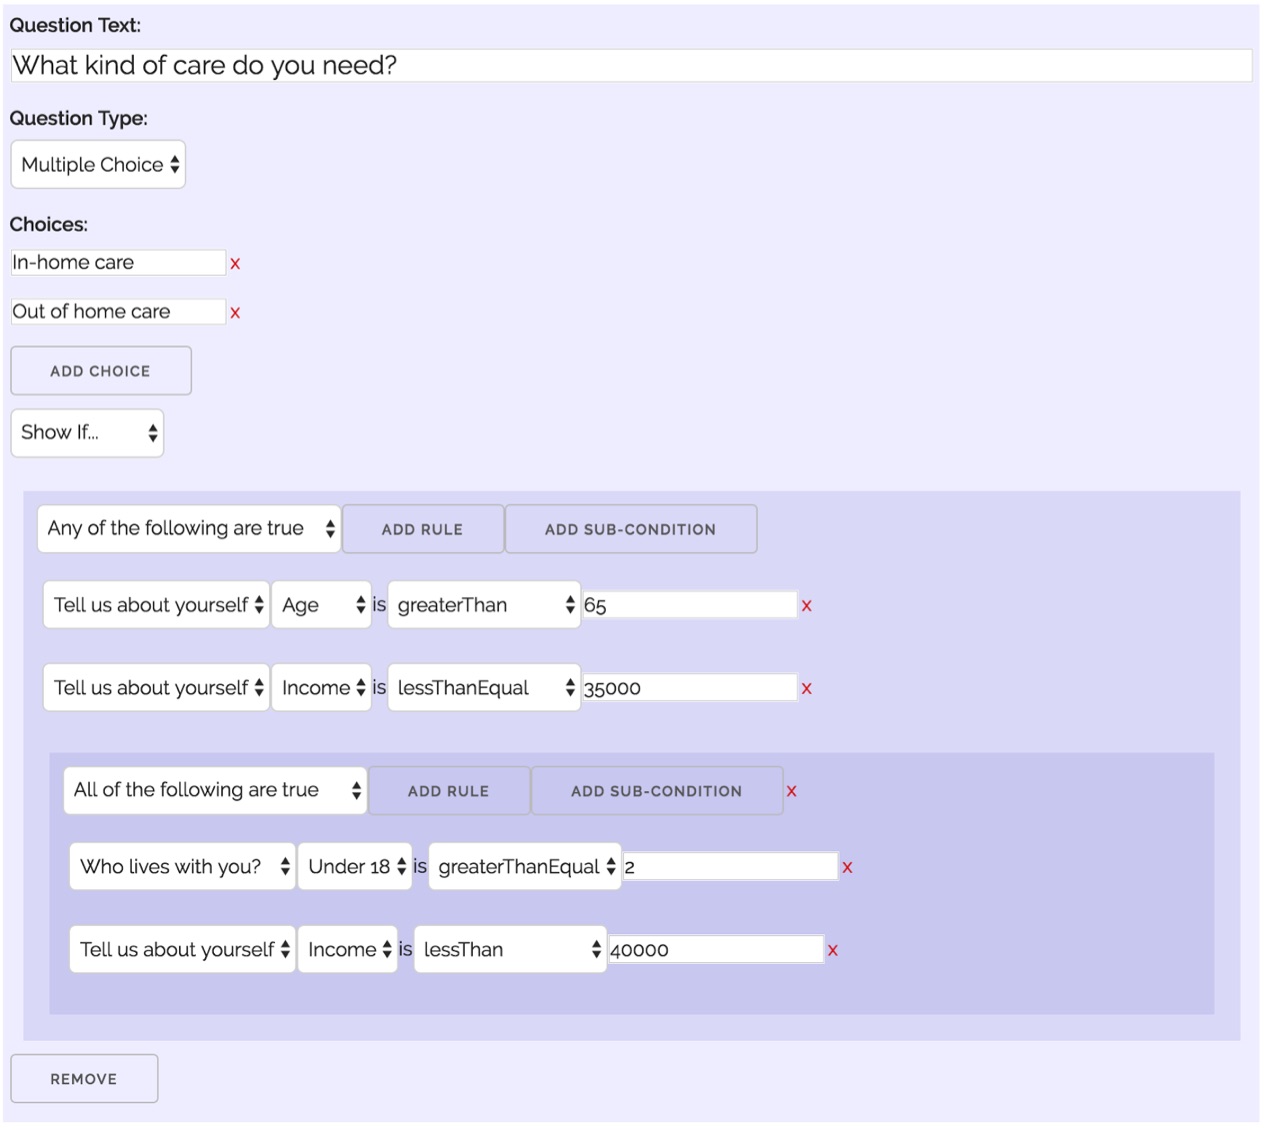 Question Text:
What kind of care do you need?
Question Type:
Multiple Choice
Choices:
In-home care x
Out of home care x
ADD CHOICE
Show If...
Any of the following are true ADD RULE ADD SUB-CONDITION
Tell us about yourself Age is greaterThan 65 x
Tell us about yourself Income is lessThanEqual 35000 x
All of the following are true ADD RULE ADD SUB-CONDITION x
Who lives with you? Under 18 is greaterThanEqual 2 x
Tell us about yourself Income is lessThan 40000 x
REMOVE